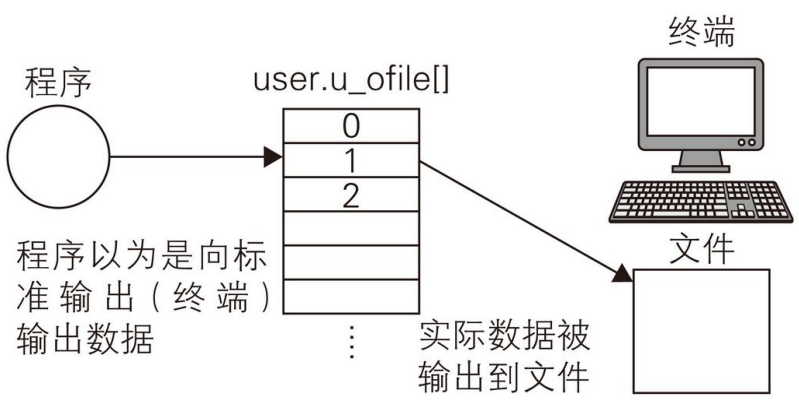 终端
程序
user.u_ofile[]
0
1
2
程序以为是向标
准输出(终端)
输出数据
文件
实际数据被
输出到文件